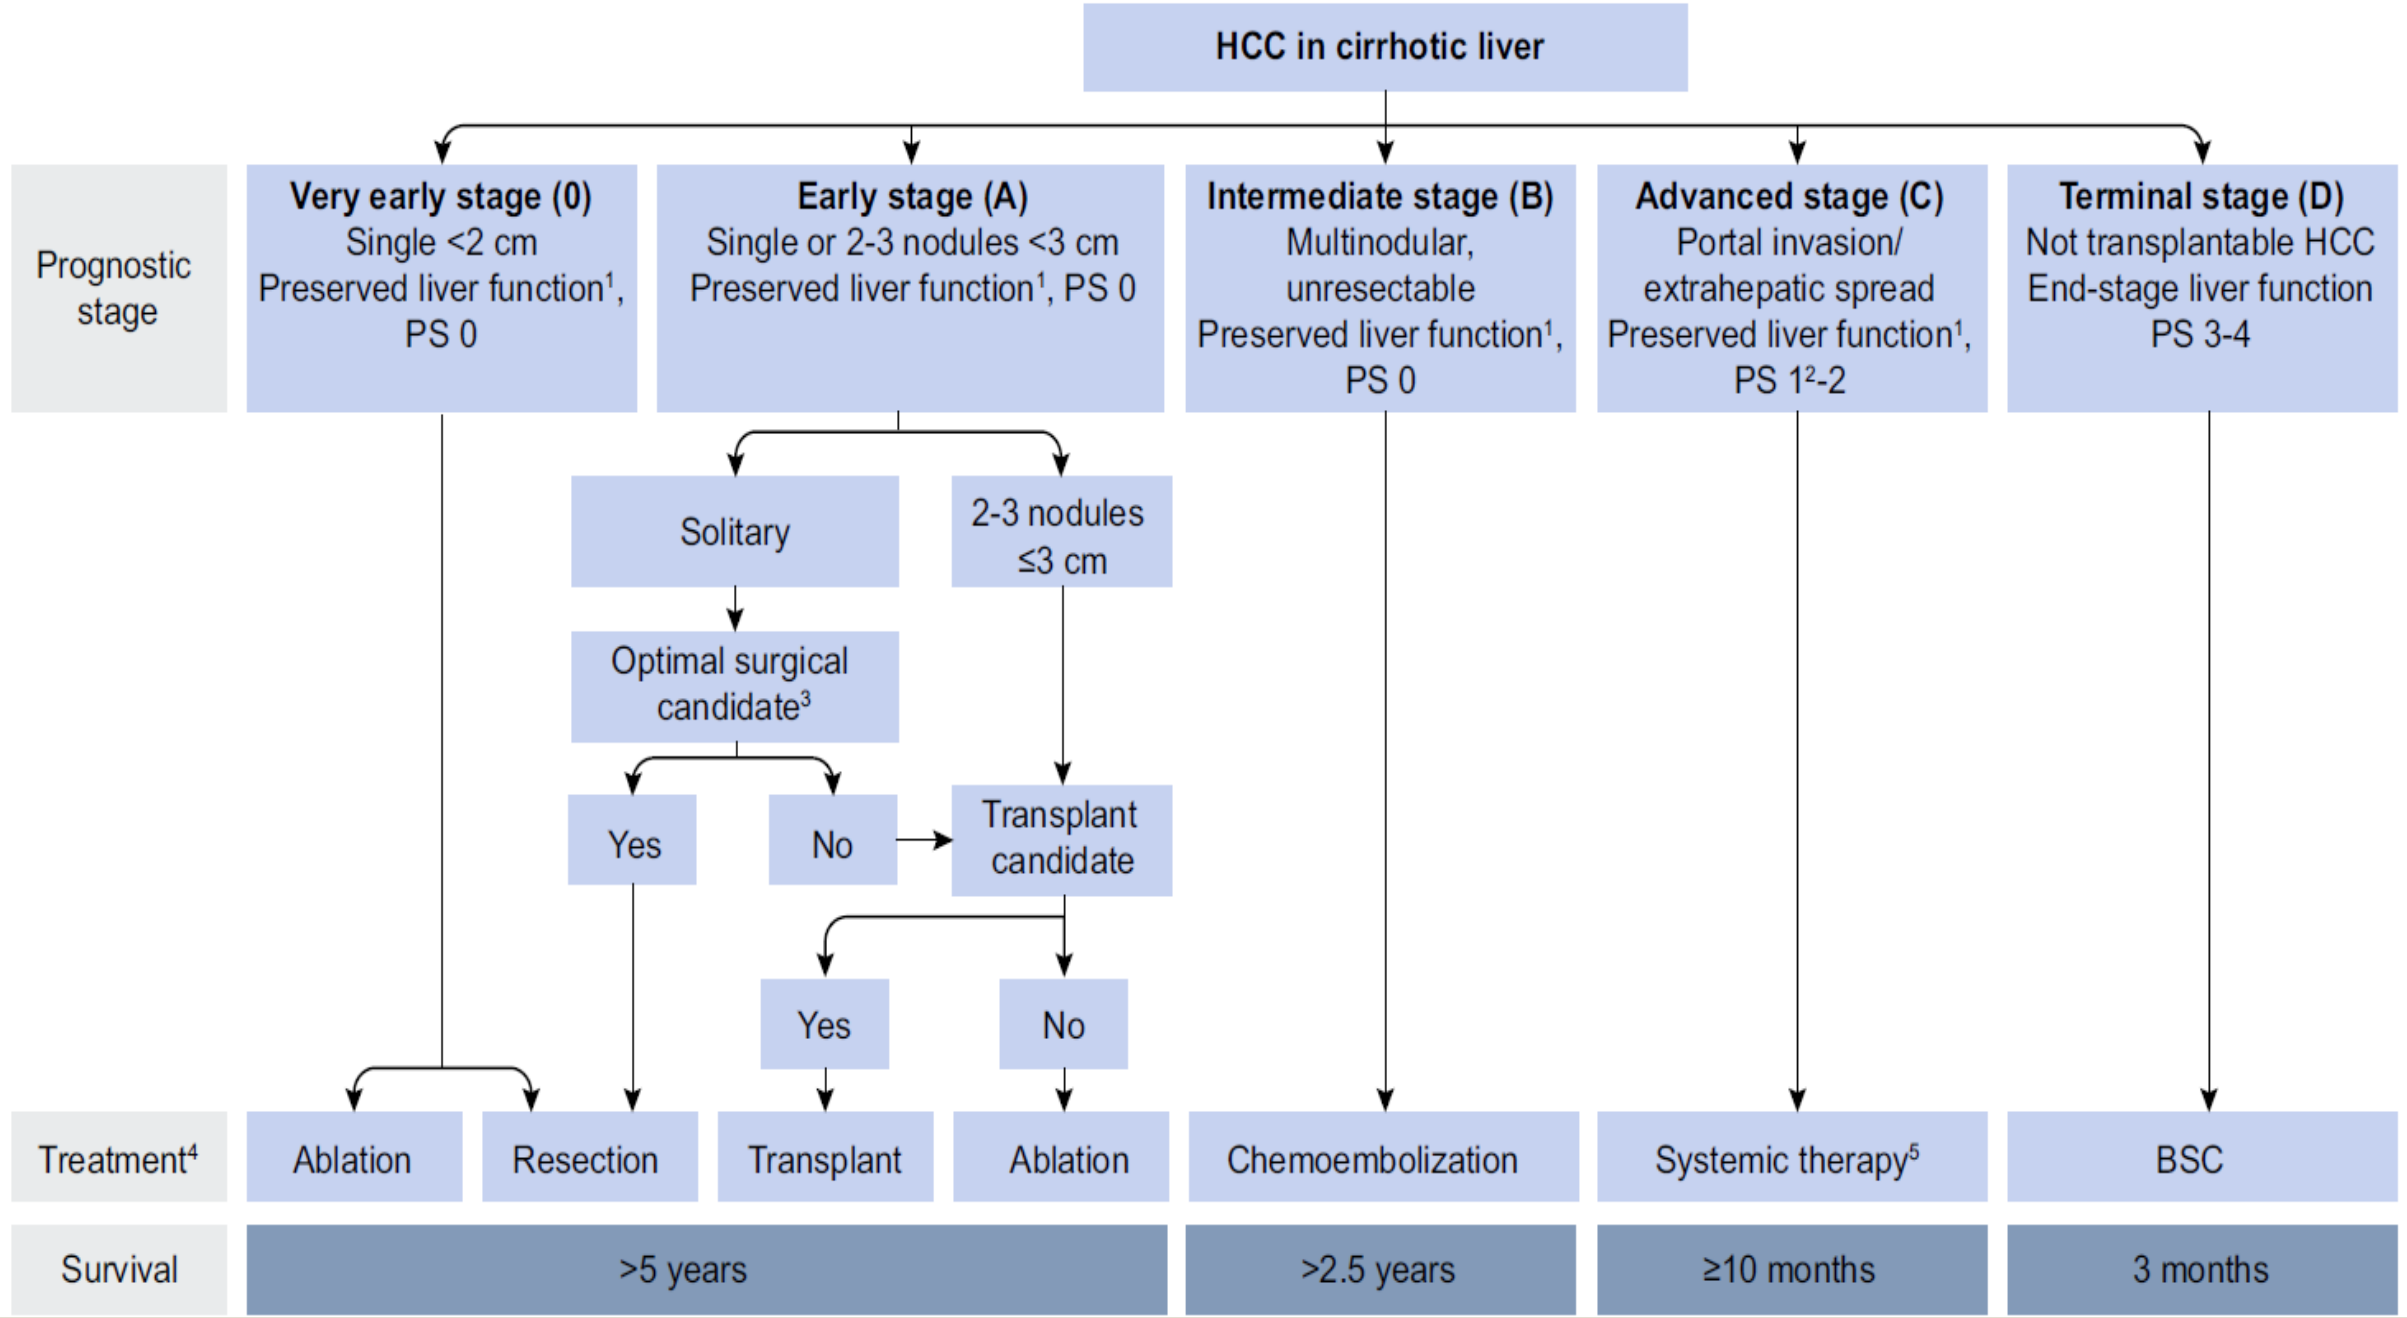 HCC in cirrhotic liver
Prognostic
stage
Very early stage (0)
Single <2 cm
Preserved liver function¹,
PS 0
Early stage (A)
Single or 2-3 nodules <3 cm
Preserved liver function¹, PS 0
Intermediate stage (B)
Multinodular,
unresectable
Preserved liver function¹,
PS 0
Advanced stage (C)
Portal invasion/
extrahepatic spread
Preserved liver function¹,
PS 1²-2
Terminal stage (D)
Not transplantable HCC
End-stage liver function
PS 3-4
Solitary
2-3 nodules
≤3 cm
Optimal surgical
candidate³
Yes
No
Transplant
candidate
Yes
No
Treatment⁴
Ablation
Resection
Transplant
Ablation
Chemoembolization
Systemic therapy⁵
BSC
Survival
>5 years
>2.5 years
≥10 months
3 months